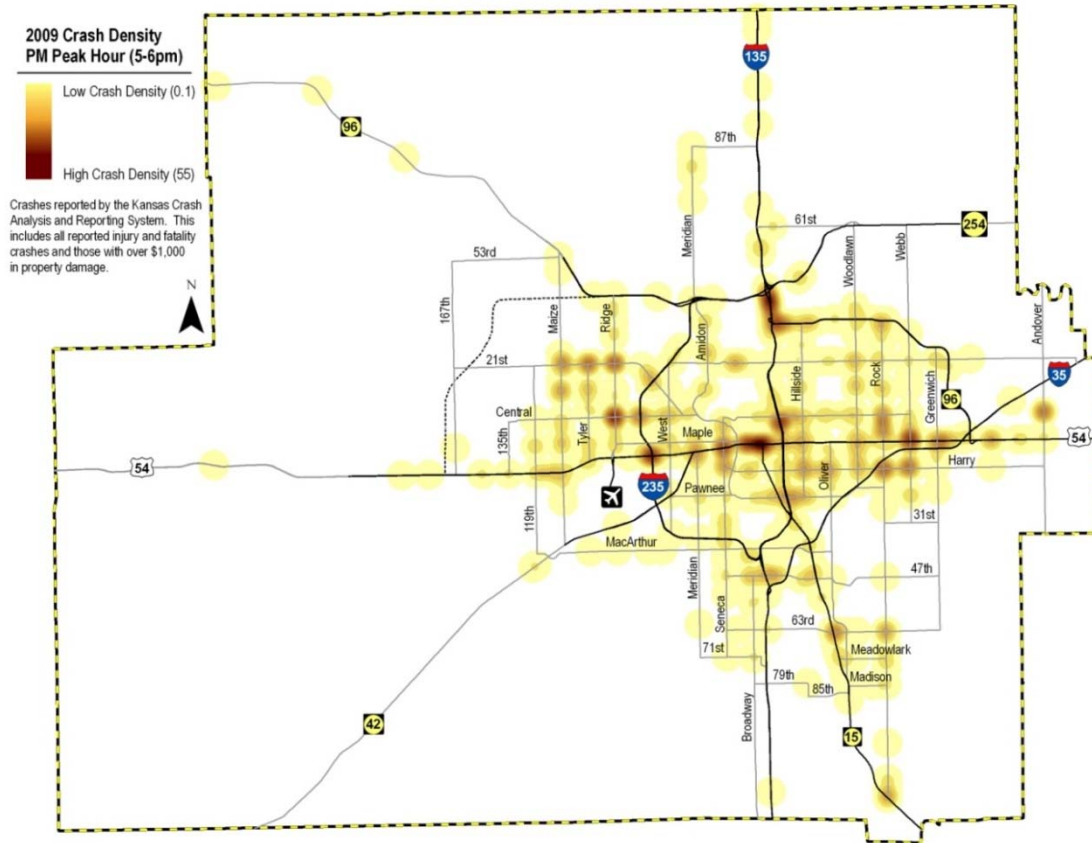 2009 Crash Density
PM Peak Hour (5-6pm)
Low Crash Density (0.1)
High Crash Density (55)
Crashes reported by the Kansas Crash
Analysis and Reporting System. This
includes all reported injury and fatality
crashes and those with over $1,000
in property damage.
N
135
96
87th
Meridian
61st
254
Woodlawn
Webb
53rd
167th
Maize
Ridge
Amidon
Andover
21st
Hillside
Rock
Greenwich
35
96
Central
135th
Tyler
West
Maple
54
54
Harry
235
Pawnee
Oliver
119th
31st
MacArthur
Meridian
Seneca
47th
63rd
71st
Meadowlark
79th
Madison
85th
Broadway
42
15